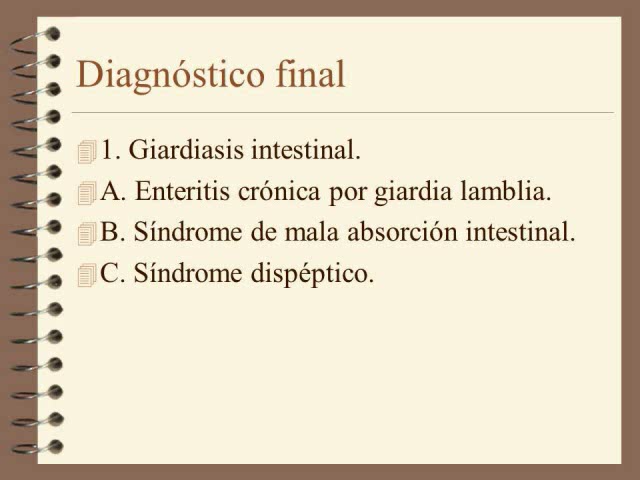 Diagnóstico final
1. Giardiasis intestinal.
A. Enteritis crónica por giardia lamblia.
B. Síndrome de mala absorción intestinal.
C. Síndrome dispéptico.